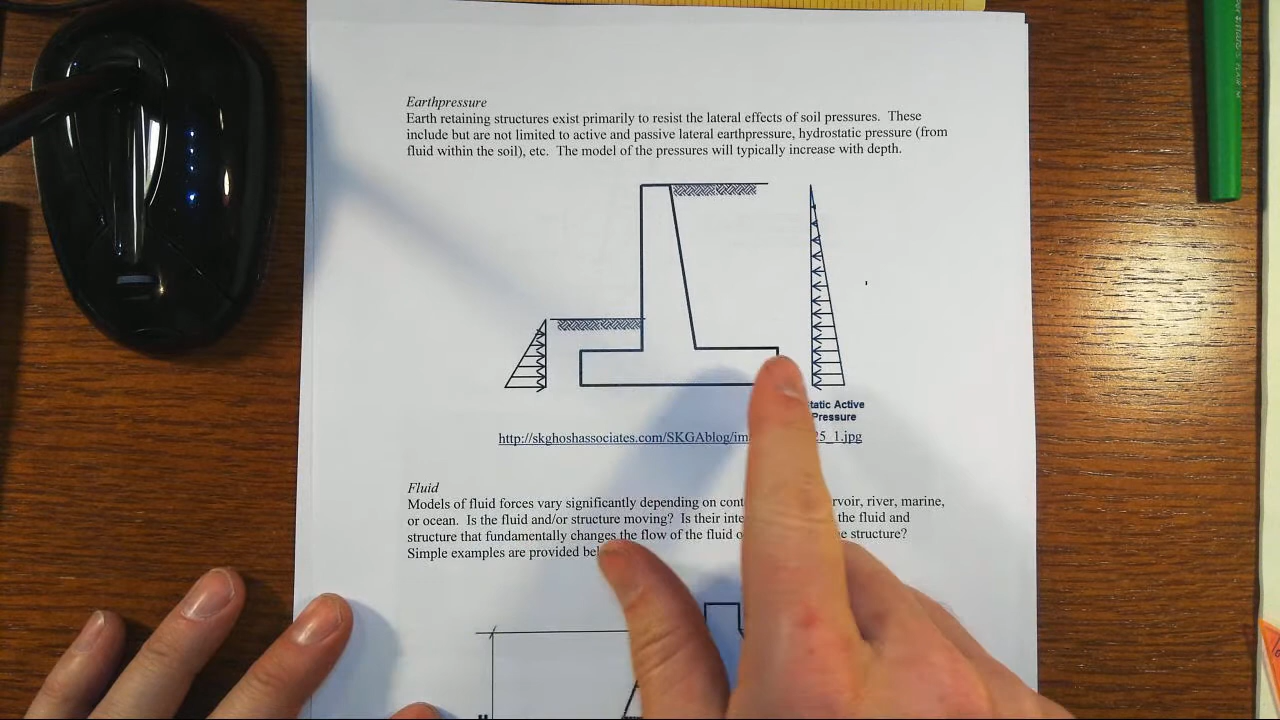 Earthpressure
Earth retaining structures exist primarily to resist the lateral effects of soil pressures. These
include but are not limited to active and passive lateral earthpressure, hydrostatic pressure (from
fluid within the soil), etc. The model of the pressures will typically increase with depth.
tatic Active
Pressure
http://skghoshassociates.com/SKGAblog/im 25_1.jpg
Fluid
Models of fluid forces vary significantly depending on cont rvoir, river, marine,
or ocean. Is the fluid and/or structure moving? Is their inte the fluid and
structure that fundamentally changes the flow of the fluid o e structure?
Simple examples are provided bel